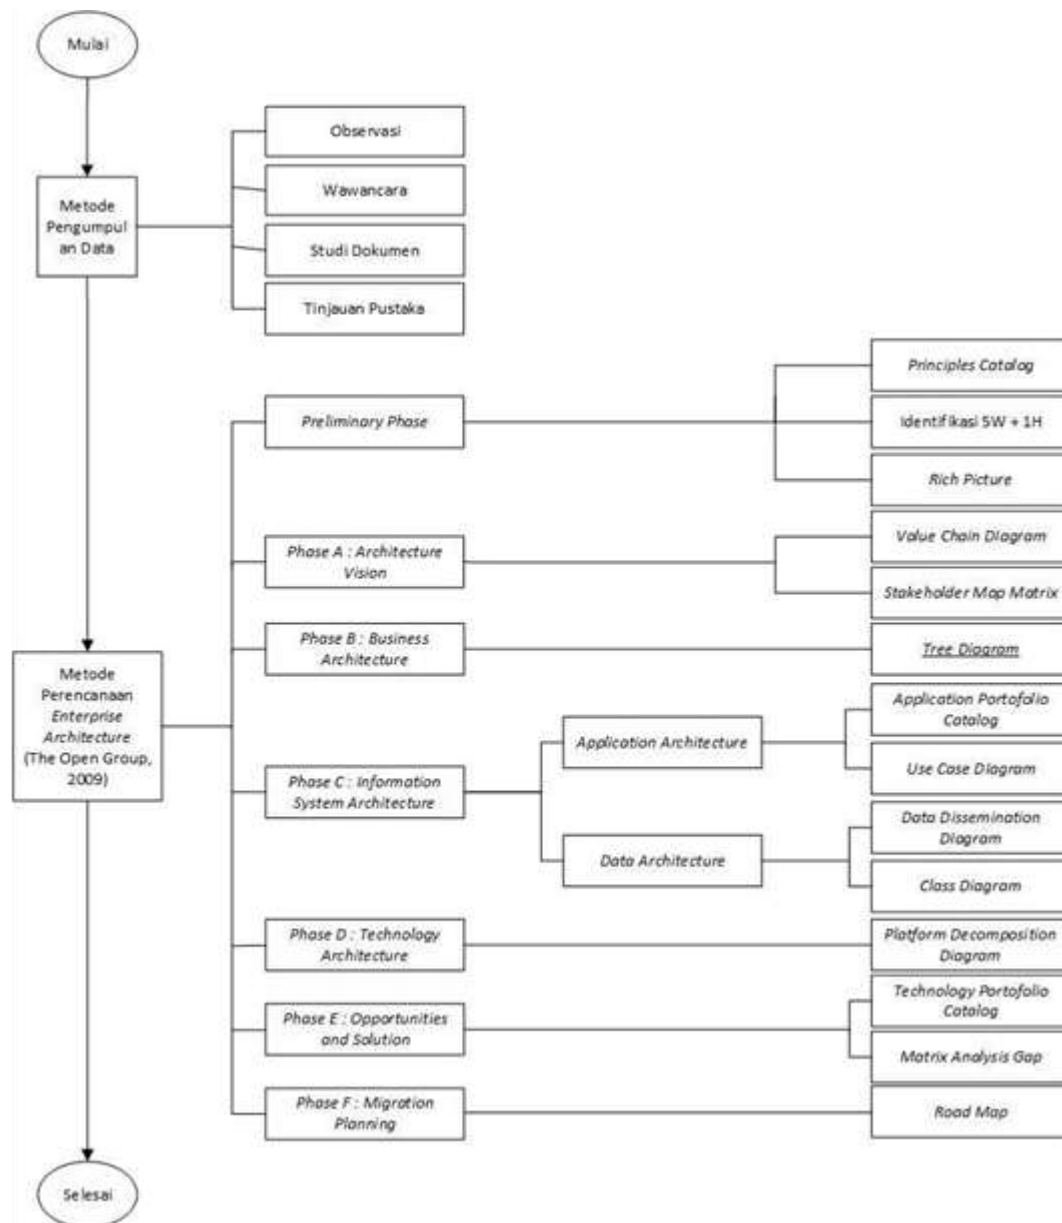 Mulai
Metode
Pengumpul
an Data
Observasi
Wawancara
Studi Dokumen
Tinjauan Pustaka
Metode
Perencanaan
Enterprise
Architecture
(The Open Group,
2009)
Preliminary Phase
Principles Catalog
Identifikasi 5W + 1H
Rich Picture
Phase A : Architecture
Vision
Value Chain Diagram
Stakeholder Map Matrix
Phase B : Business
Architecture
Tree Diagram
Phase C : Information
System Architecture
Application Architecture
Application Portofolio
Catalog
Use Case Diagram
Data Architecture
Data Dissemination
Diagram
Class Diagram
Phase D : Technology
Architecture
Platform Decomposition
Diagram
Phase E : Opportunities
and Solution
Technology Portofolio
Catalog
Matrix Analysis Gap
Phase F : Migration
Planning
Road Map
Selesai